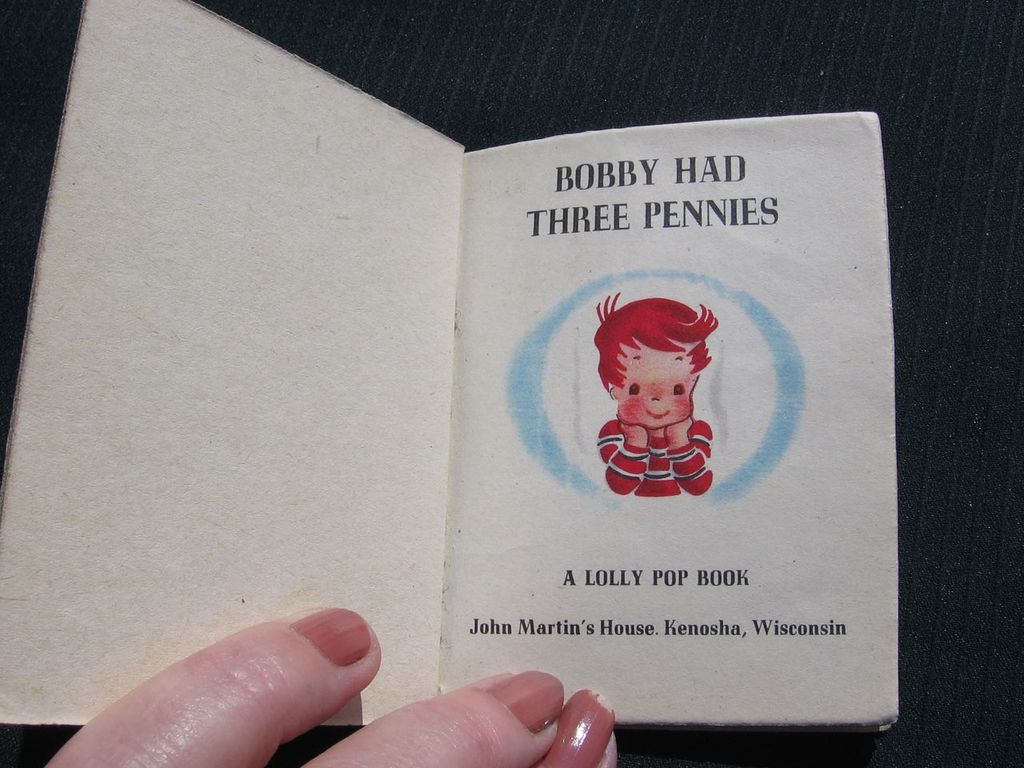 BOBBY HAD
THREE PENNIES
A LOLLY POP BOOK
John Martin's House. Kenosha, Wisconsin